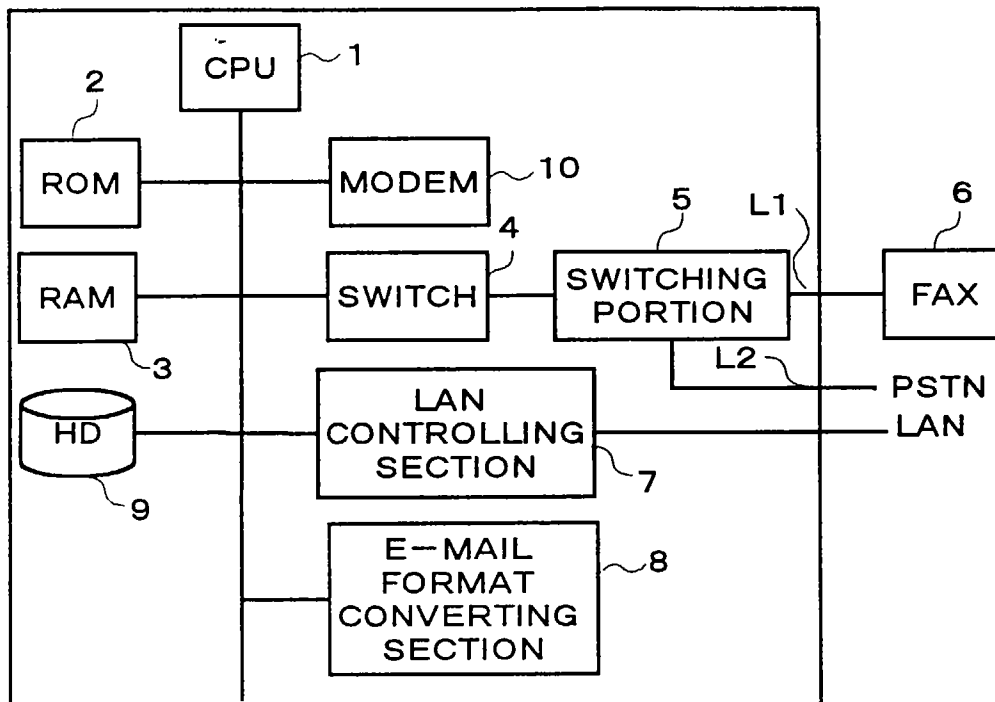 CPU
1
2
ROM
MODEM
10
4
5
L1
6
RAM
SWITCH
SWITCHING
PORTION
FAX
3
L2
PSTN
HD
LAN
CONTROLLING
SECTION
LAN
9
7
E-MAIL
FORMAT
CONVERTING
SECTION
8